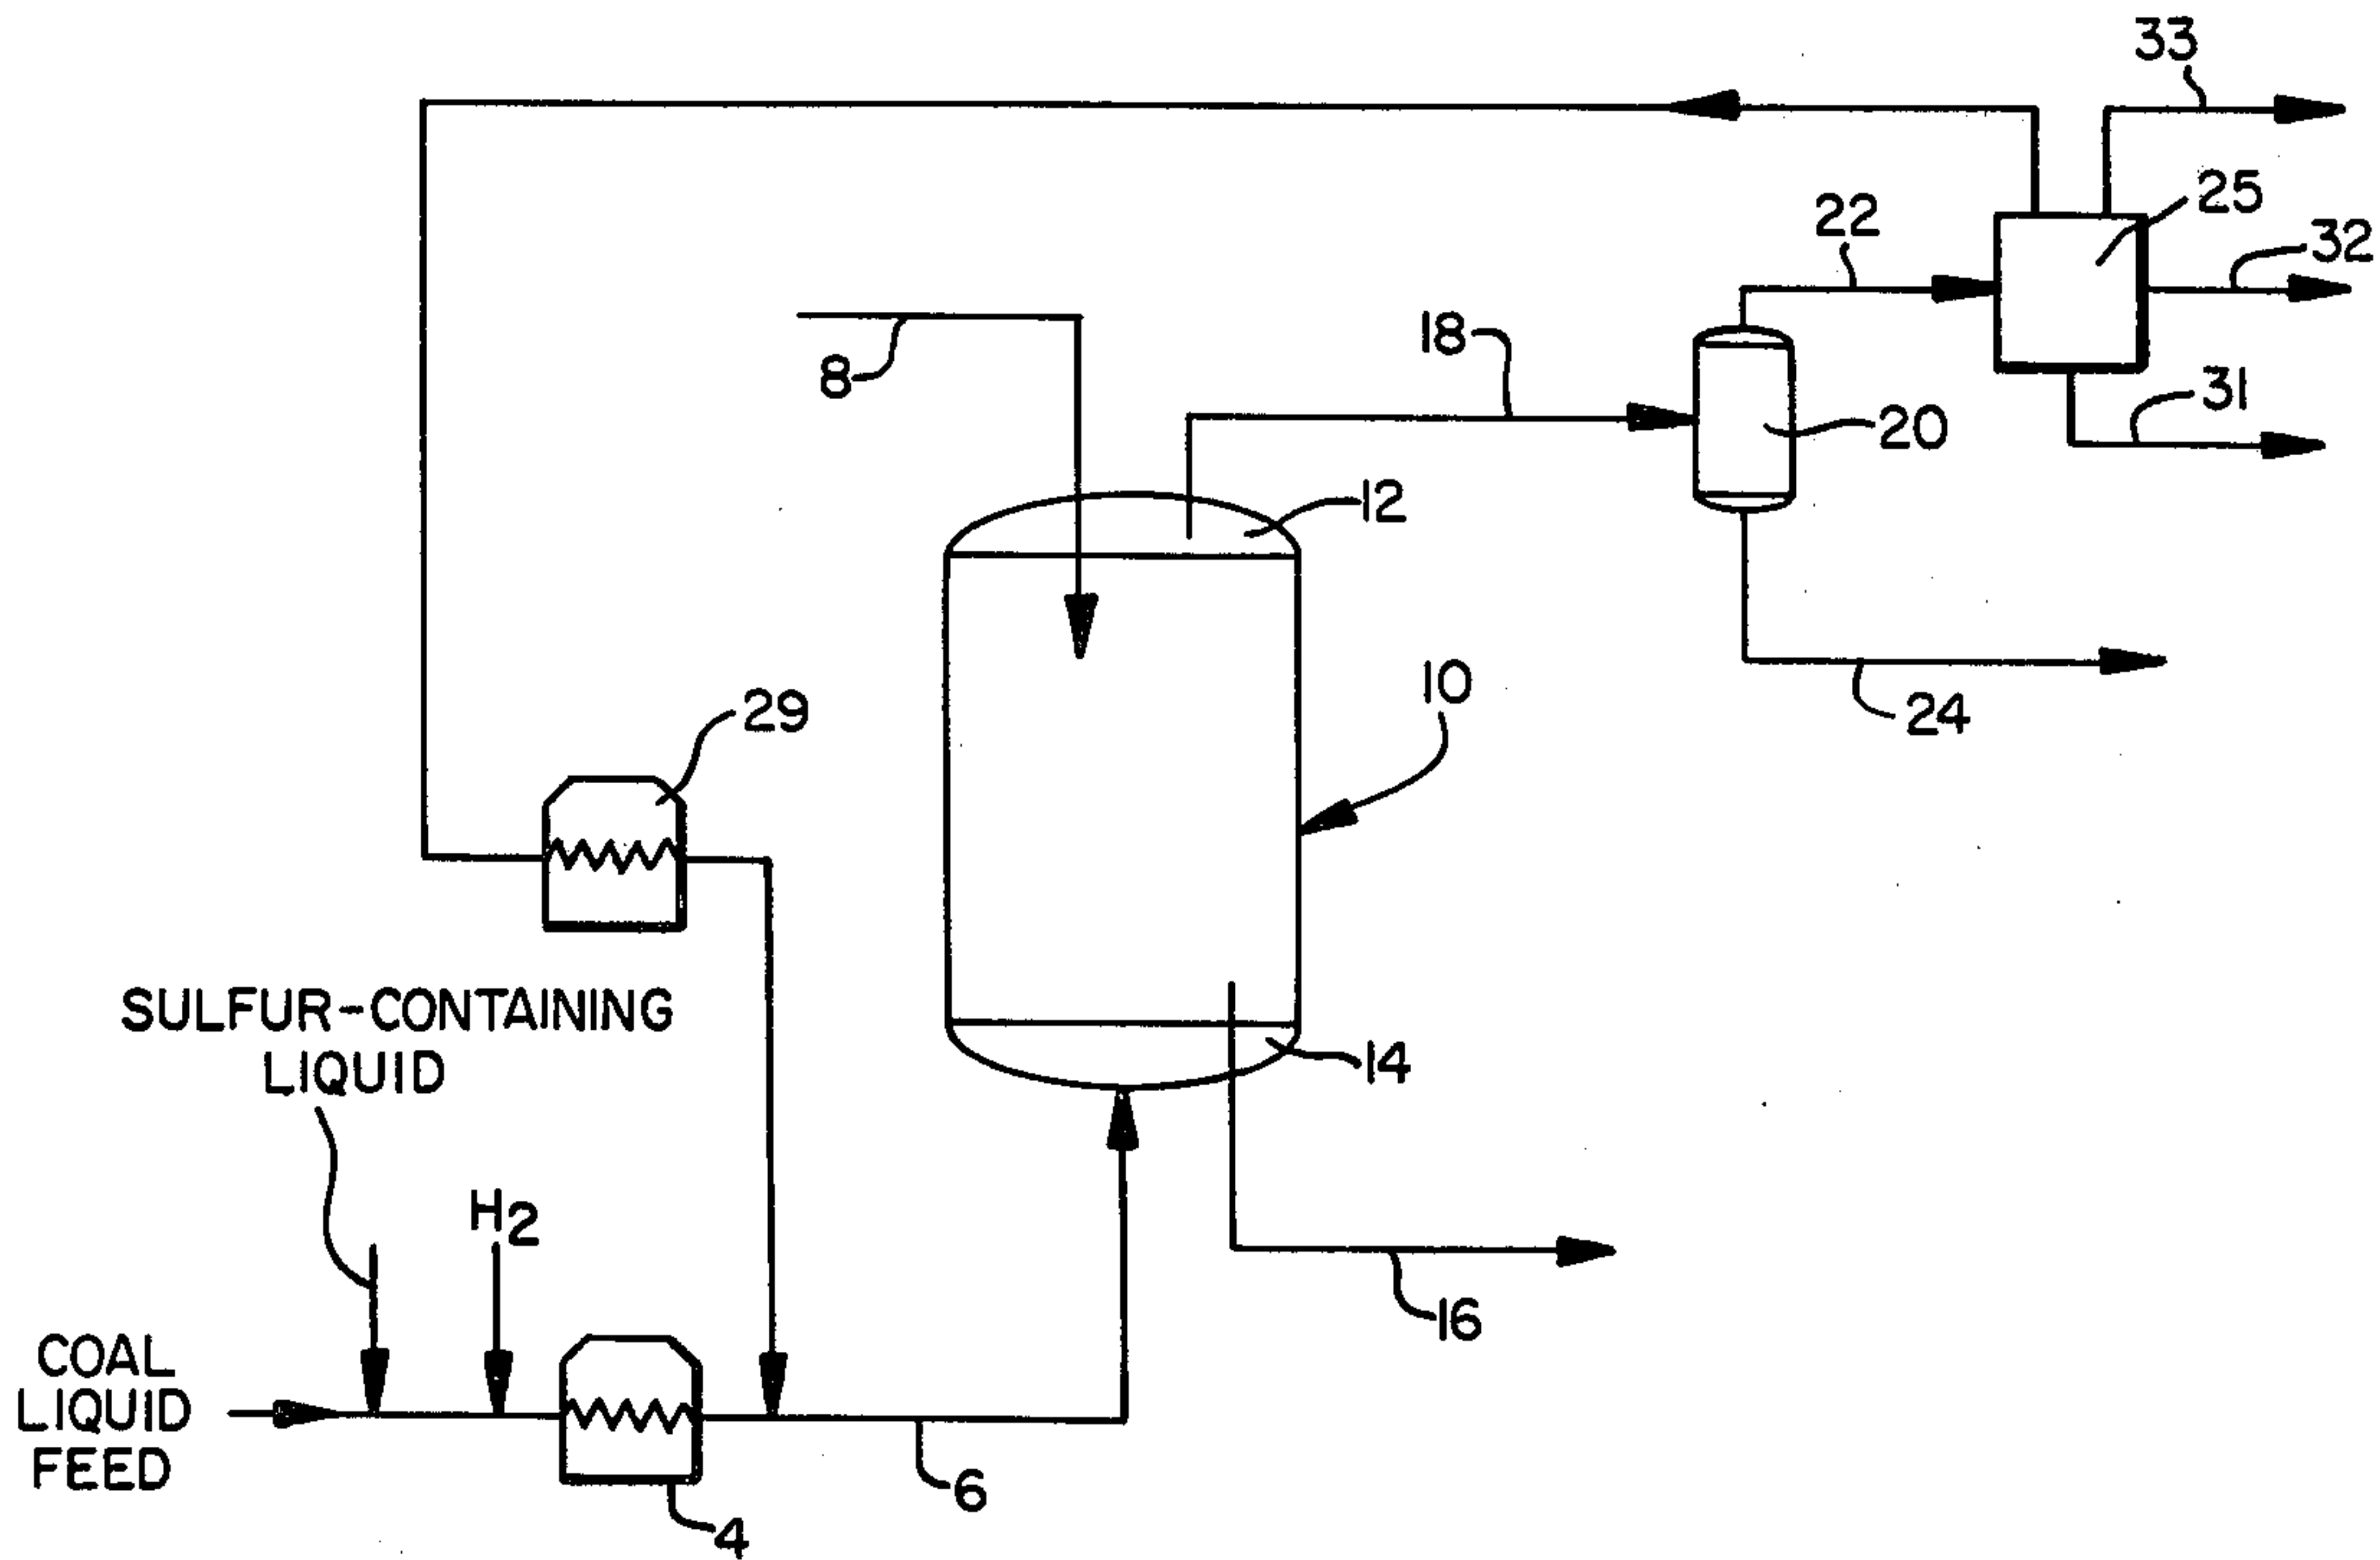 33
25
22
32
18
8
31
20
12
10
24
29
SULFUR-CONTAINING
LIQUID
14
H2
16
COAL
LIQUID
FEED
6
4